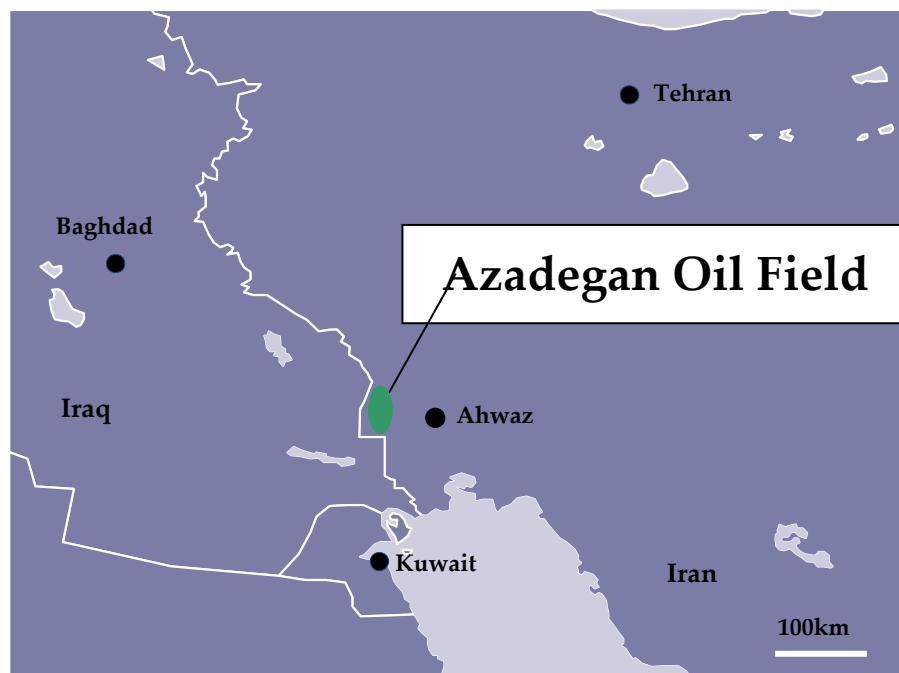 Tehran
Baghdad
Azadegan Oil Field
Iraq
Ahwaz
Kuwait
Iran
100km